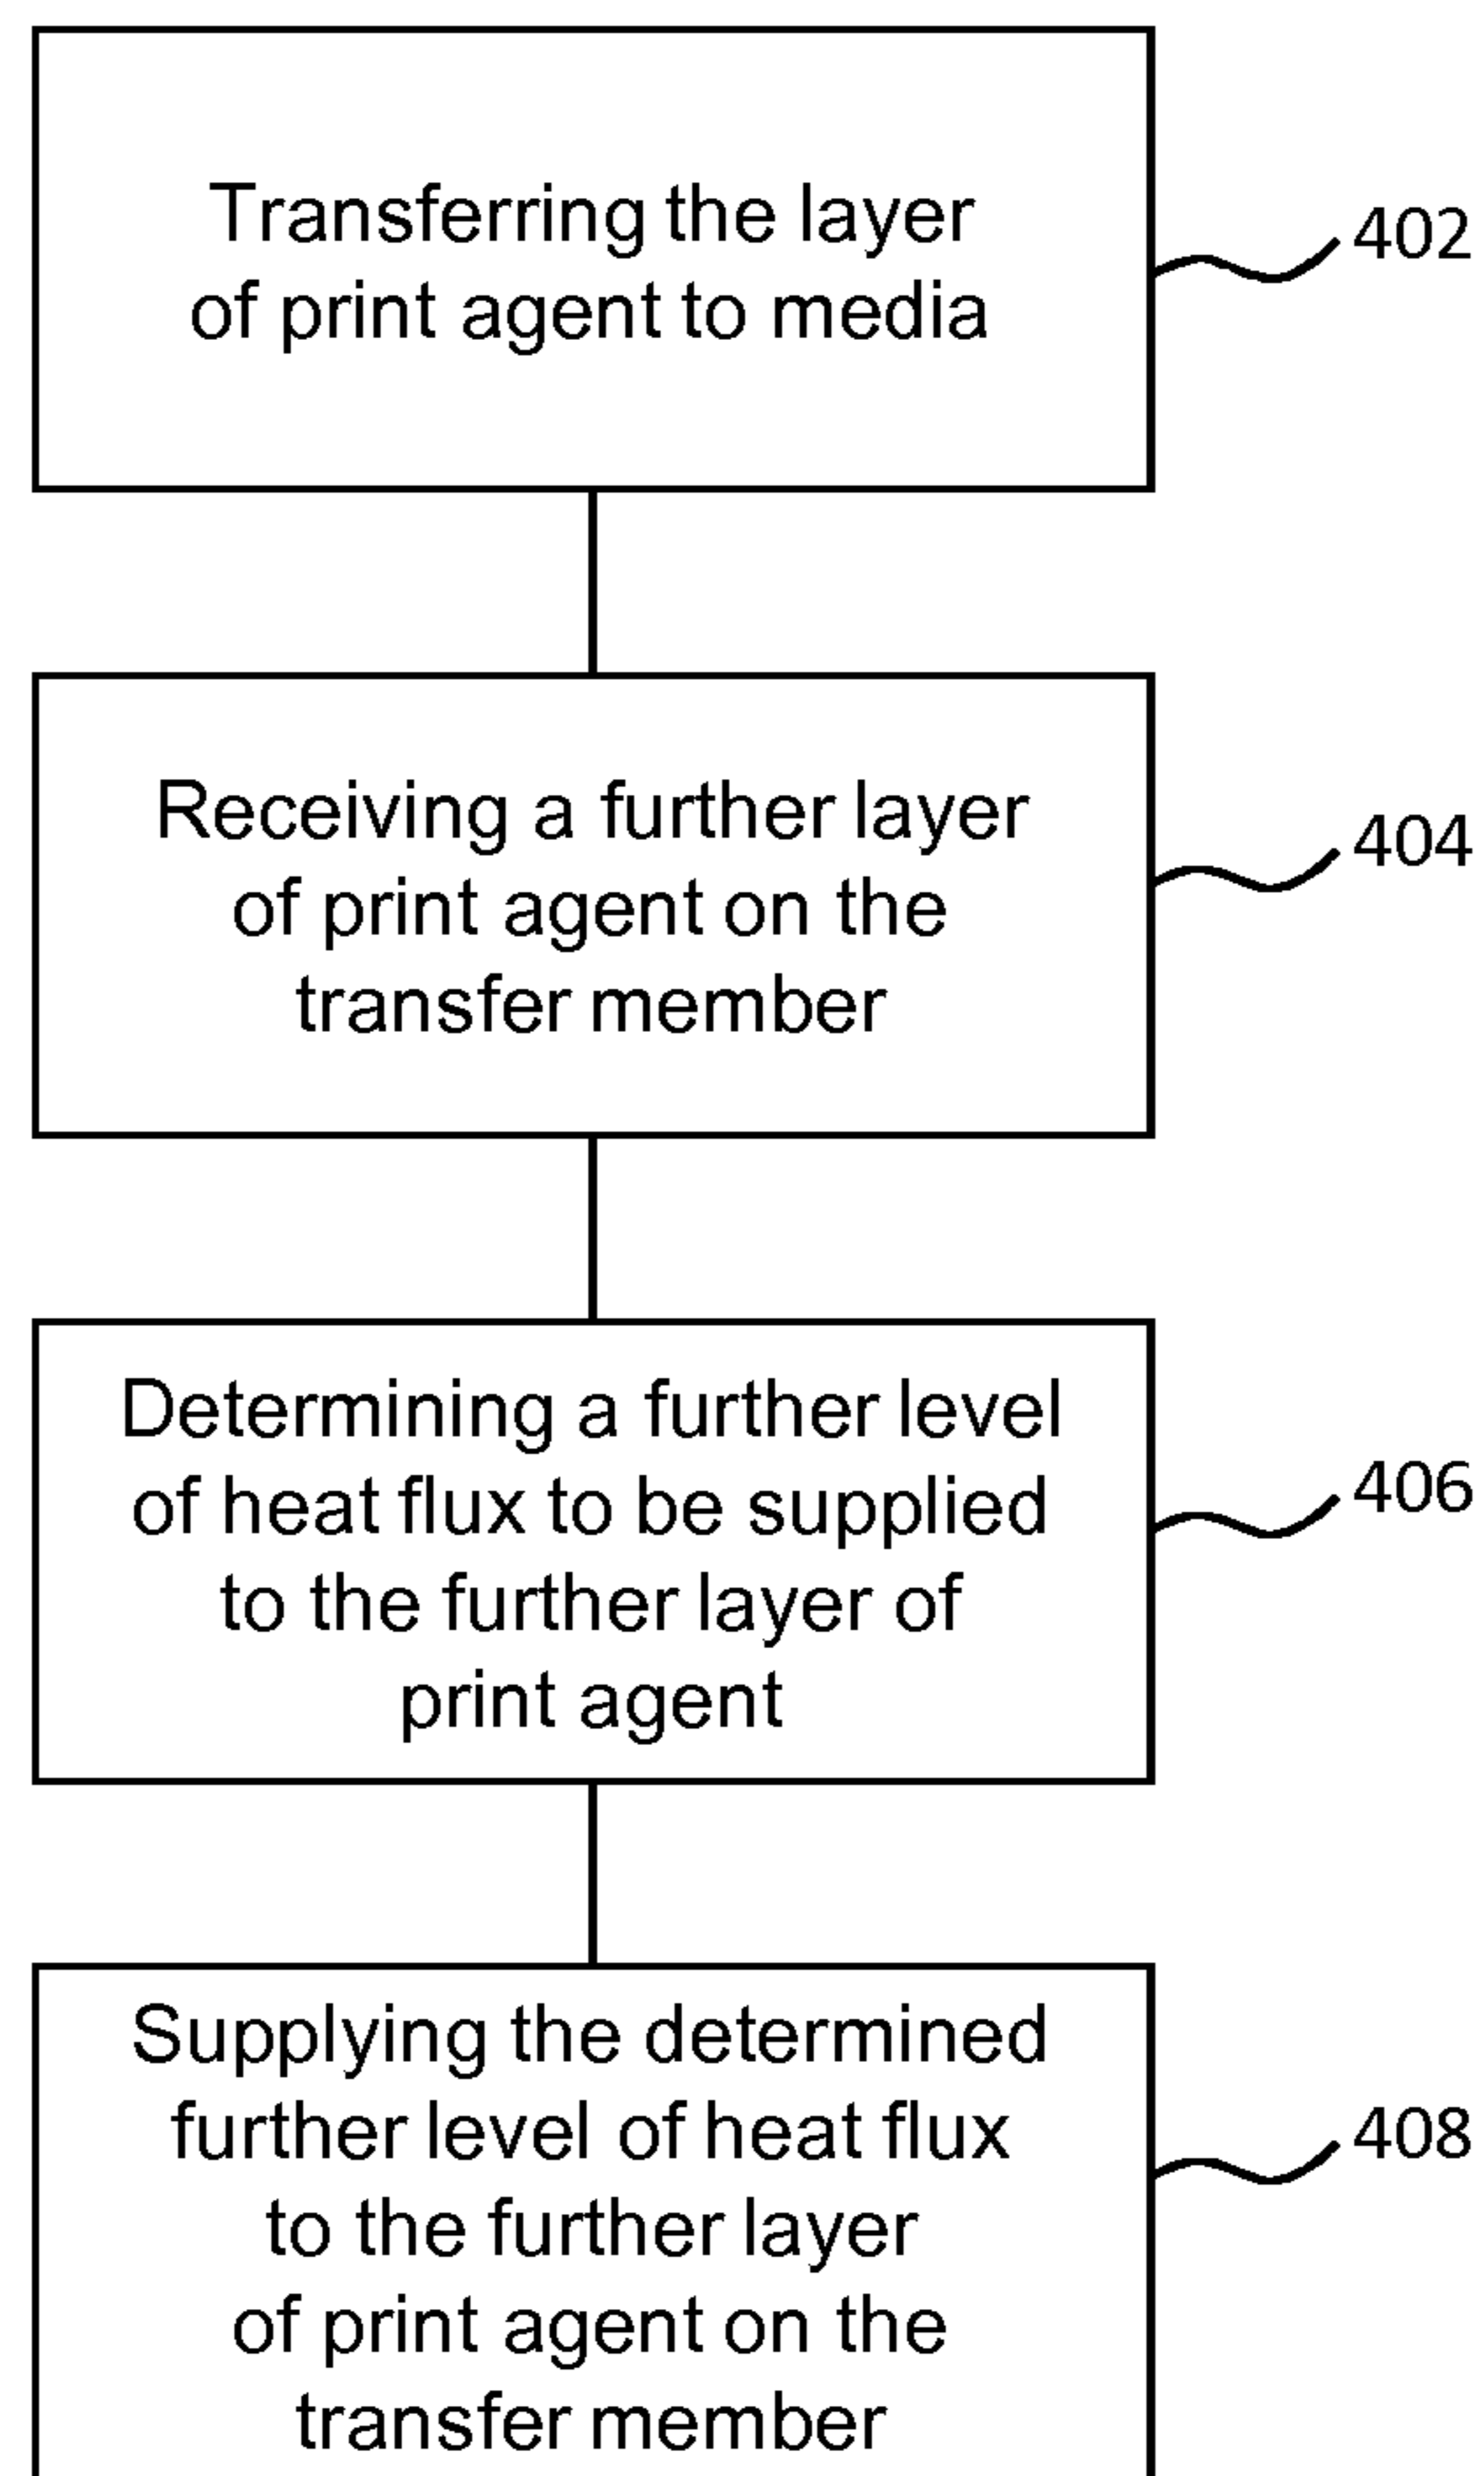 Transferring the layer
of print agent to media
402
Receiving a further layer
of print agent on the
transfer member
404
Determining a further level
of heat flux to be supplied
to the further layer of
print agent
406
Supplying the determined
further level of heat flux
to the further layer
of print agent on the
transfer member
408